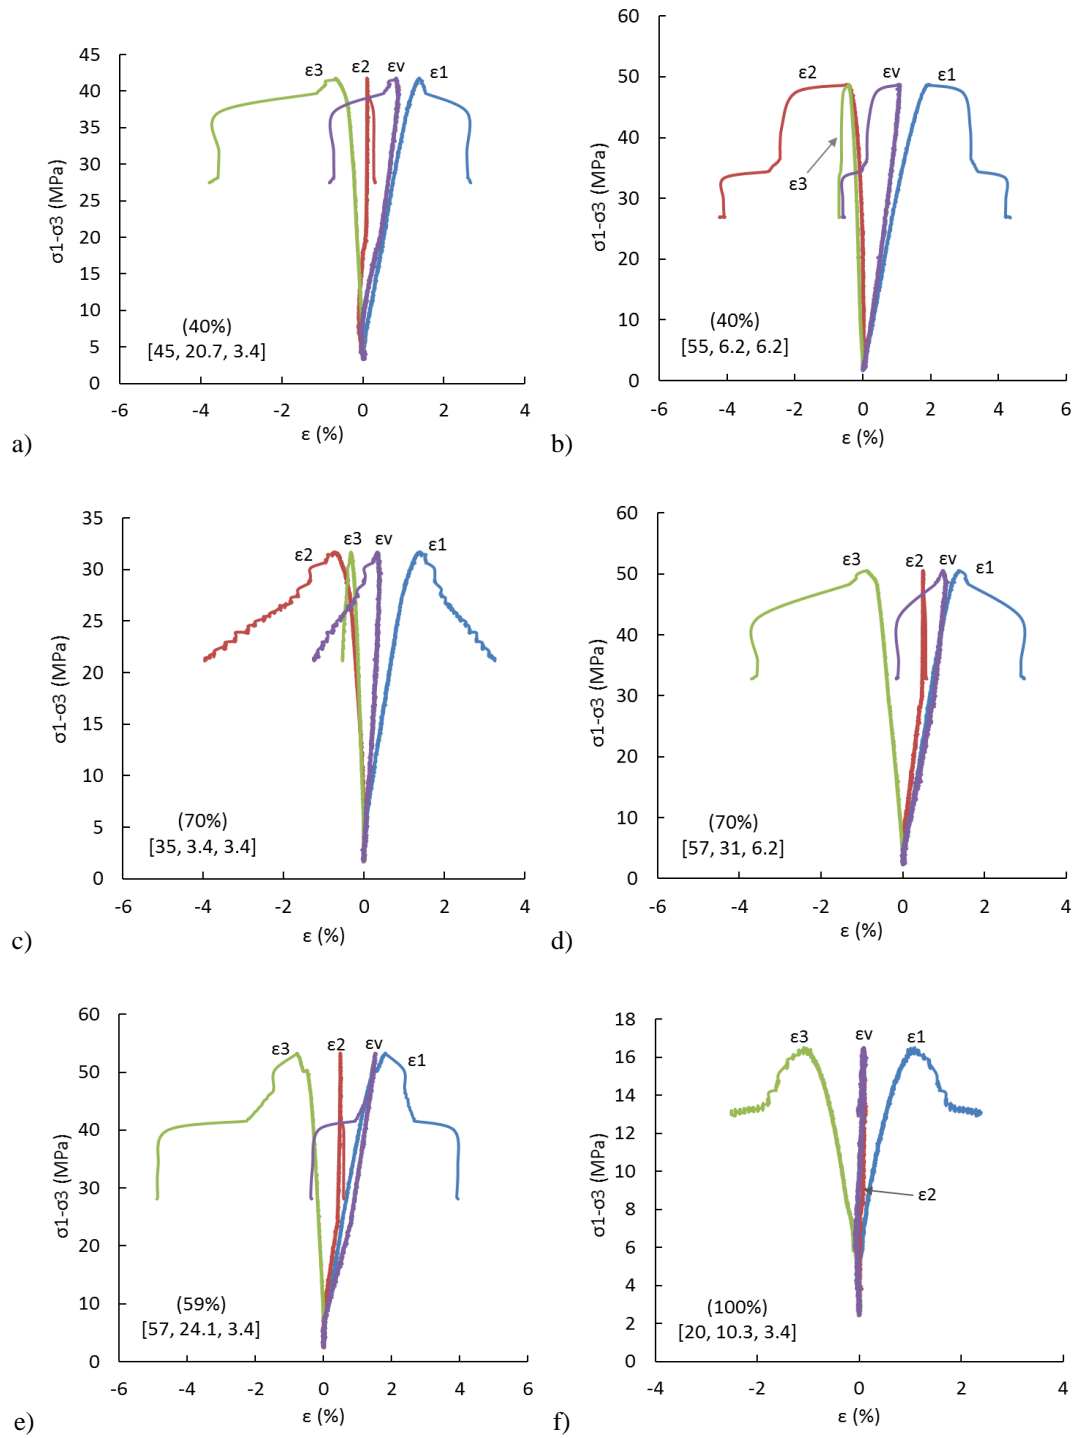 45
40
35
30
25
20
15
10
5
0
σ1-σ3 (MPa)
ε3
ε2
εv
ε1
(40%)
[45, 20.7, 3.4]
-6
-4
-2
0
2
4
ε (%)
a)
60
50
40
30
20
10
0
σ1-σ3 (MPa)
ε2
εv
ε1
ε3
(40%)
[55, 6.2, 6.2]
-6
-4
-2
0
2
4
6
ε (%)
b)
35
30
25
20
15
10
5
0
σ1-σ3 (MPa)
ε2
ε3
εv
ε1
(70%)
[35, 3.4, 3.4]
-6
-4
-2
0
2
4
ε (%)
c)
60
50
40
30
20
10
0
σ1-σ3 (MPa)
ε3
ε2
εv
ε1
(70%)
[57, 31, 6.2]
-6
-4
-2
0
2
4
ε (%)
d)
60
50
40
30
20
10
0
σ1-σ3 (MPa)
ε3
ε2
εv
ε1
(59%)
[57, 24.1, 3.4]
-6
-4
-2
0
2
4
6
ε (%)
e)
18
16
14
12
10
8
6
4
2
0
σ1-σ3 (MPa)
ε3
εv
ε1
ε2
(100%)
[20, 10.3, 3.4]
-4
-2
0
2
4
ε (%)
f)